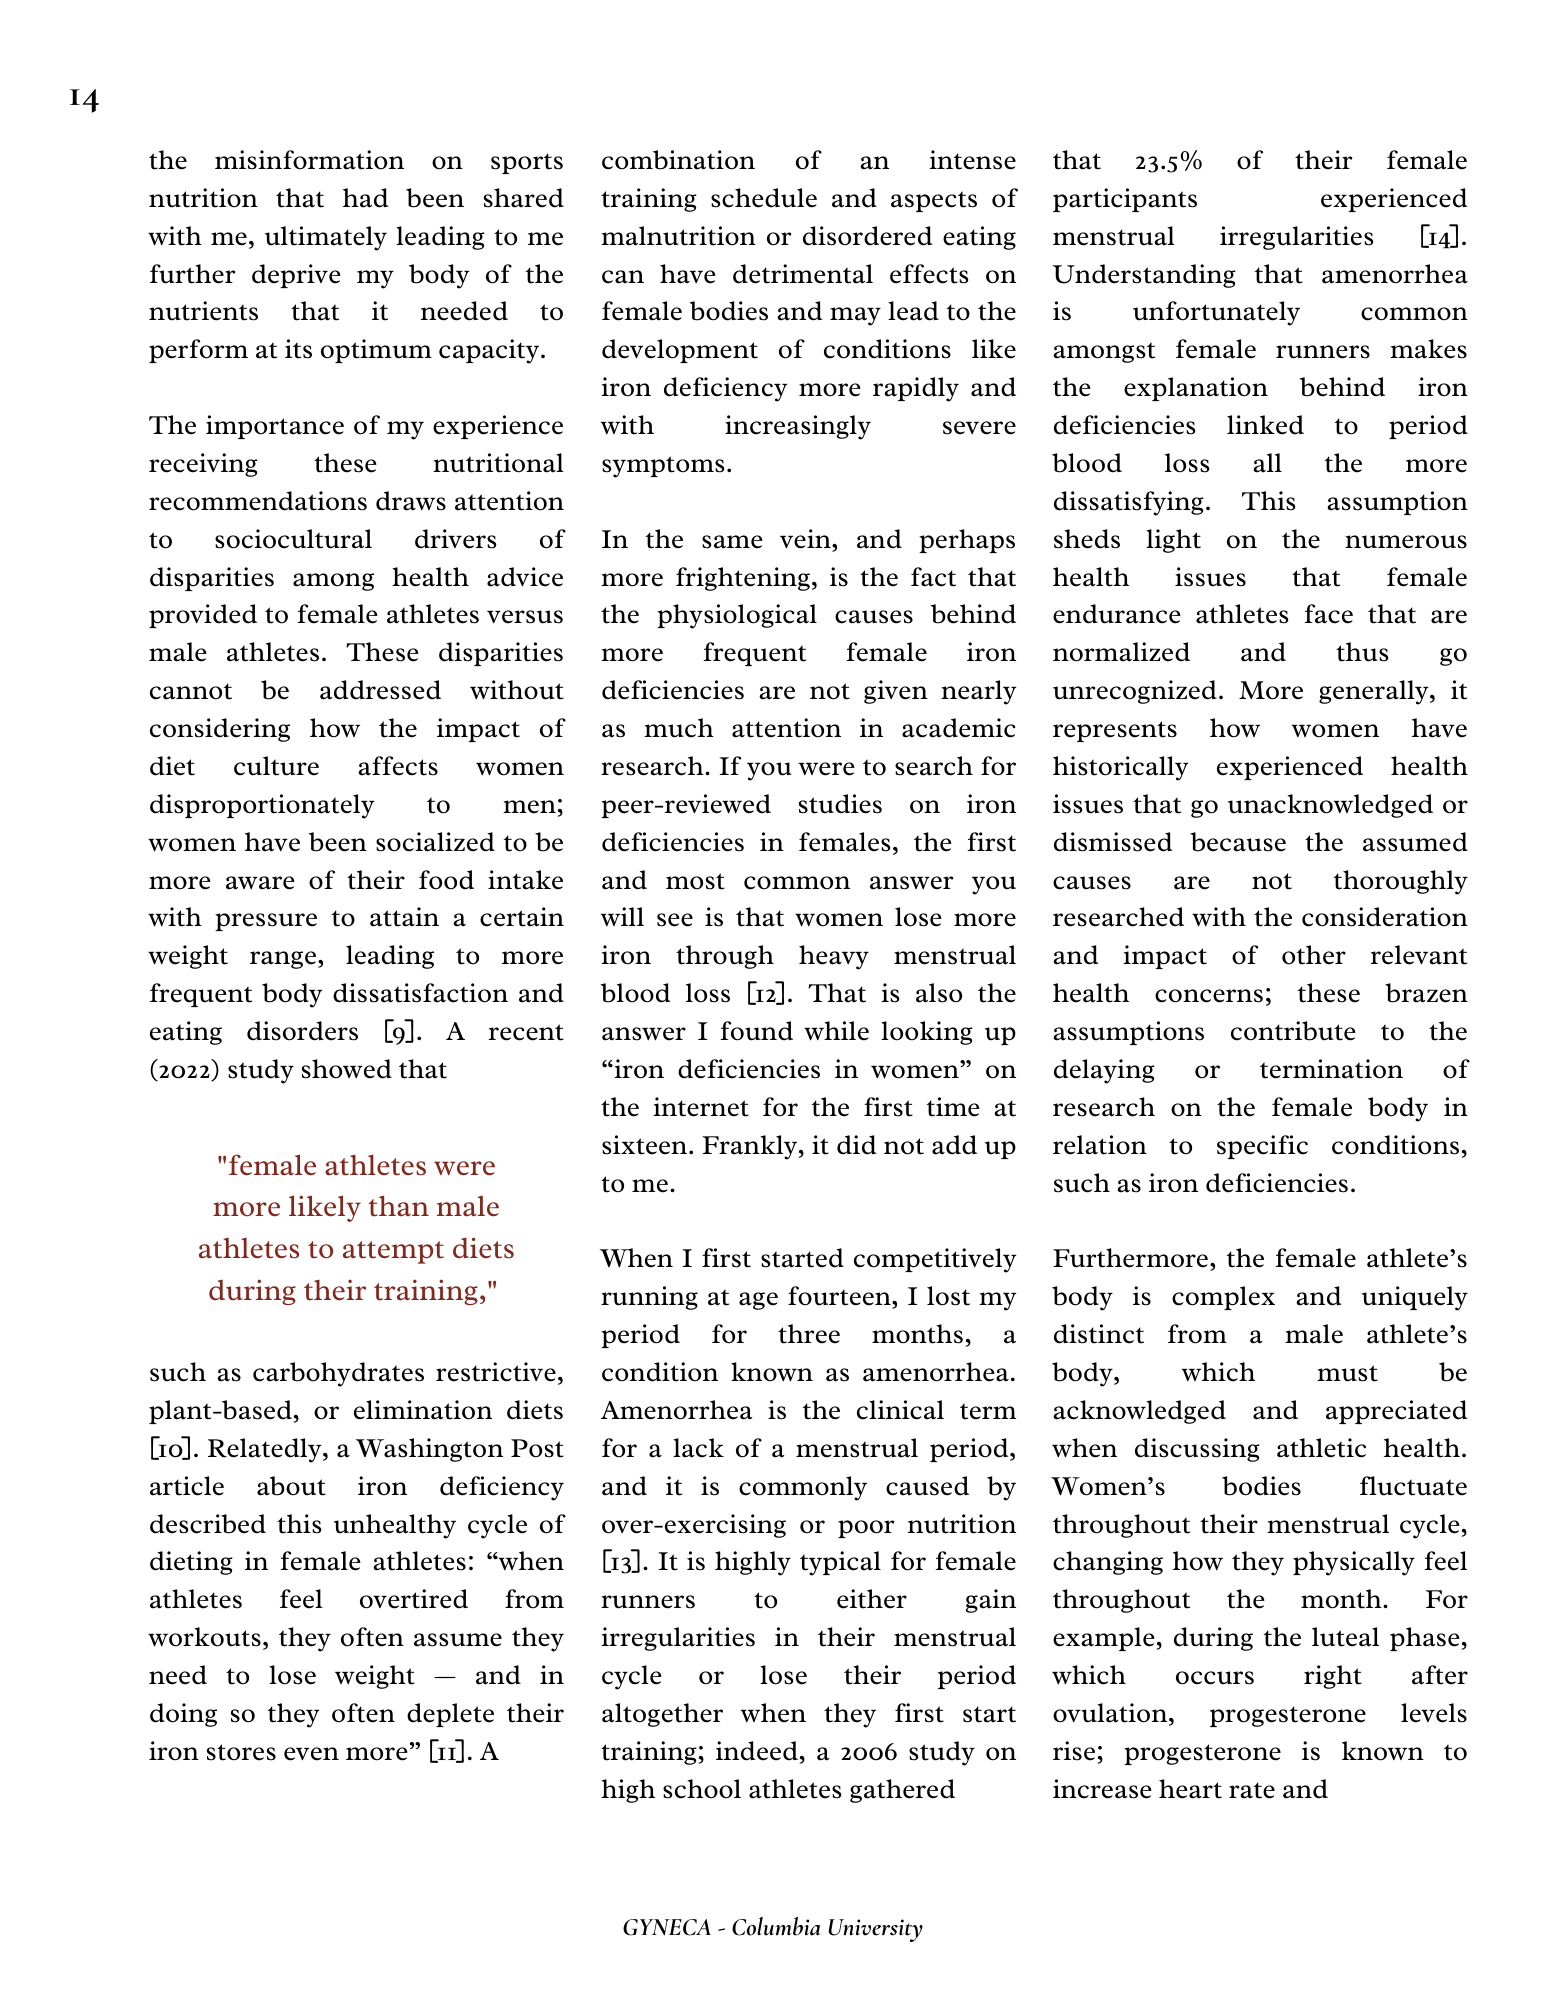 14
the misinformation on sports
nutrition that had been shared
with me, ultimately leading to me
further deprive my body of the
nutrients that it needed to
perform at its optimum capacity.
The importance of my experience
receiving these nutritional
recommendations draws attention
to sociocultural drivers of
disparities among health advice
provided to female athletes versus
male athletes. These disparities
cannot be addressed without
considering how the impact of
diet culture affects women
disproportionately to men;
women have been socialized to be
more aware of their food intake
with pressure to attain a certain
weight range, leading to more
frequent body dissatisfaction and
eating disorders [9]. A recent
(2022) study showed that
"female athletes were
more likely than male
athletes to attempt diets
during their training,"
such as carbohydrates restrictive,
plant-based, or elimination diets
[10]. Relatedly, a Washington Post
article about iron deficiency
described this unhealthy cycle of
dieting in female athletes: “when
athletes feel overtired from
workouts, they often assume they
need to lose weight — and in
doing so they often deplete their
iron stores even more” [11]. A
combination of an intense
training schedule and aspects of
malnutrition or disordered eating
can have detrimental effects on
female bodies and may lead to the
development of conditions like
iron deficiency more rapidly and
with increasingly severe
symptoms.
In the same vein, and perhaps
more frightening, is the fact that
the physiological causes behind
more frequent female iron
deficiencies are not given nearly
as much attention in academic
research. If you were to search for
peer-reviewed studies on iron
deficiencies in females, the first
and most common answer you
will see is that women lose more
iron through heavy menstrual
blood loss [12]. That is also the
answer I found while looking up
“iron deficiencies in women” on
the internet for the first time at
sixteen. Frankly, it did not add up
to me.
When I first started competitively
running at age fourteen, I lost my
period for three months, a
condition known as amenorrhea.
Amenorrhea is the clinical term
for a lack of a menstrual period,
and it is commonly caused by
over-exercising or poor nutrition
[13]. It is highly typical for female
runners to either gain
irregularities in their menstrual
cycle or lose their period
altogether when they first start
training; indeed, a 2006 study on
high school athletes gathered
that 23.5% of their female
participants experienced
menstrual irregularities [14].
Understanding that amenorrhea
is unfortunately common
amongst female runners makes
the explanation behind iron
deficiencies linked to period
blood loss all the more
dissatisfying. This assumption
sheds light on the numerous
health issues that female
endurance athletes face that are
normalized and thus go
unrecognized. More generally, it
represents how women have
historically experienced health
issues that go unacknowledged or
dismissed because the assumed
causes are not thoroughly
researched with the consideration
and impact of other relevant
health concerns; these brazen
assumptions contribute to the
delaying or termination of
research on the female body in
relation to specific conditions,
such as iron deficiencies.
Furthermore, the female athlete’s
body is complex and uniquely
distinct from a male athlete’s
body, which must be
acknowledged and appreciated
when discussing athletic health.
Women’s bodies fluctuate
throughout their menstrual cycle,
changing how they physically feel
throughout the month. For
example, during the luteal phase,
which occurs right after
ovulation, progesterone levels
rise; progesterone is known to
increase heart rate and
GYNECA - Columbia University